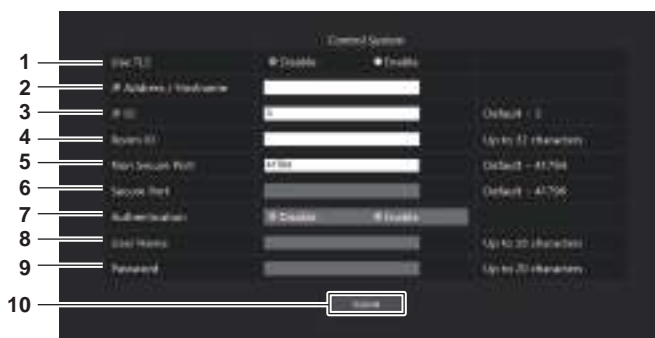 Control System
1 Use TLS Disable Enable
2 IP Address / Hostname
3 IP ID 3 Default - 3
4 Room ID Up to 32 characters
5 Non Secure Port 41794 Default - 41794
6 Secure Port Default - 41796
7 Authentication Disable Enable
8 User Name Up to 20 characters
9 Password Up to 20 characters
10 Submit